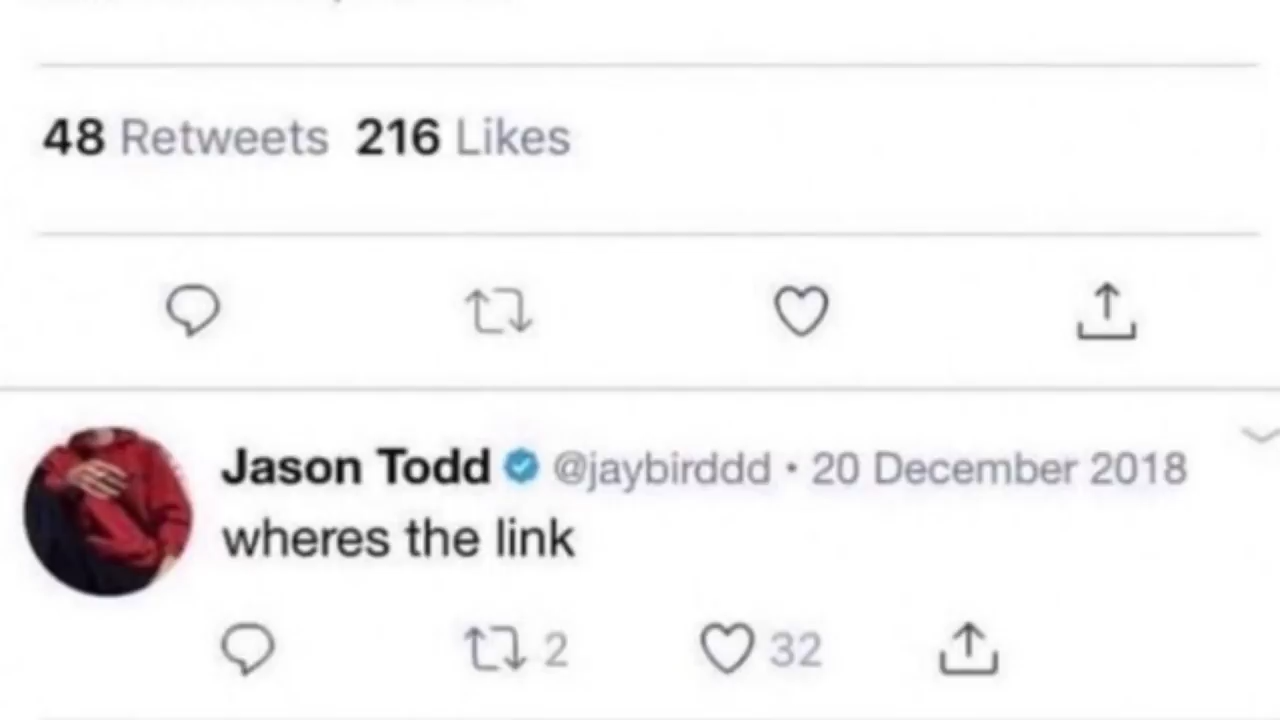 48 Retweets 216 Likes
Jason Todd @jaybirddd · 20 December 2018
wheres the link
2 32